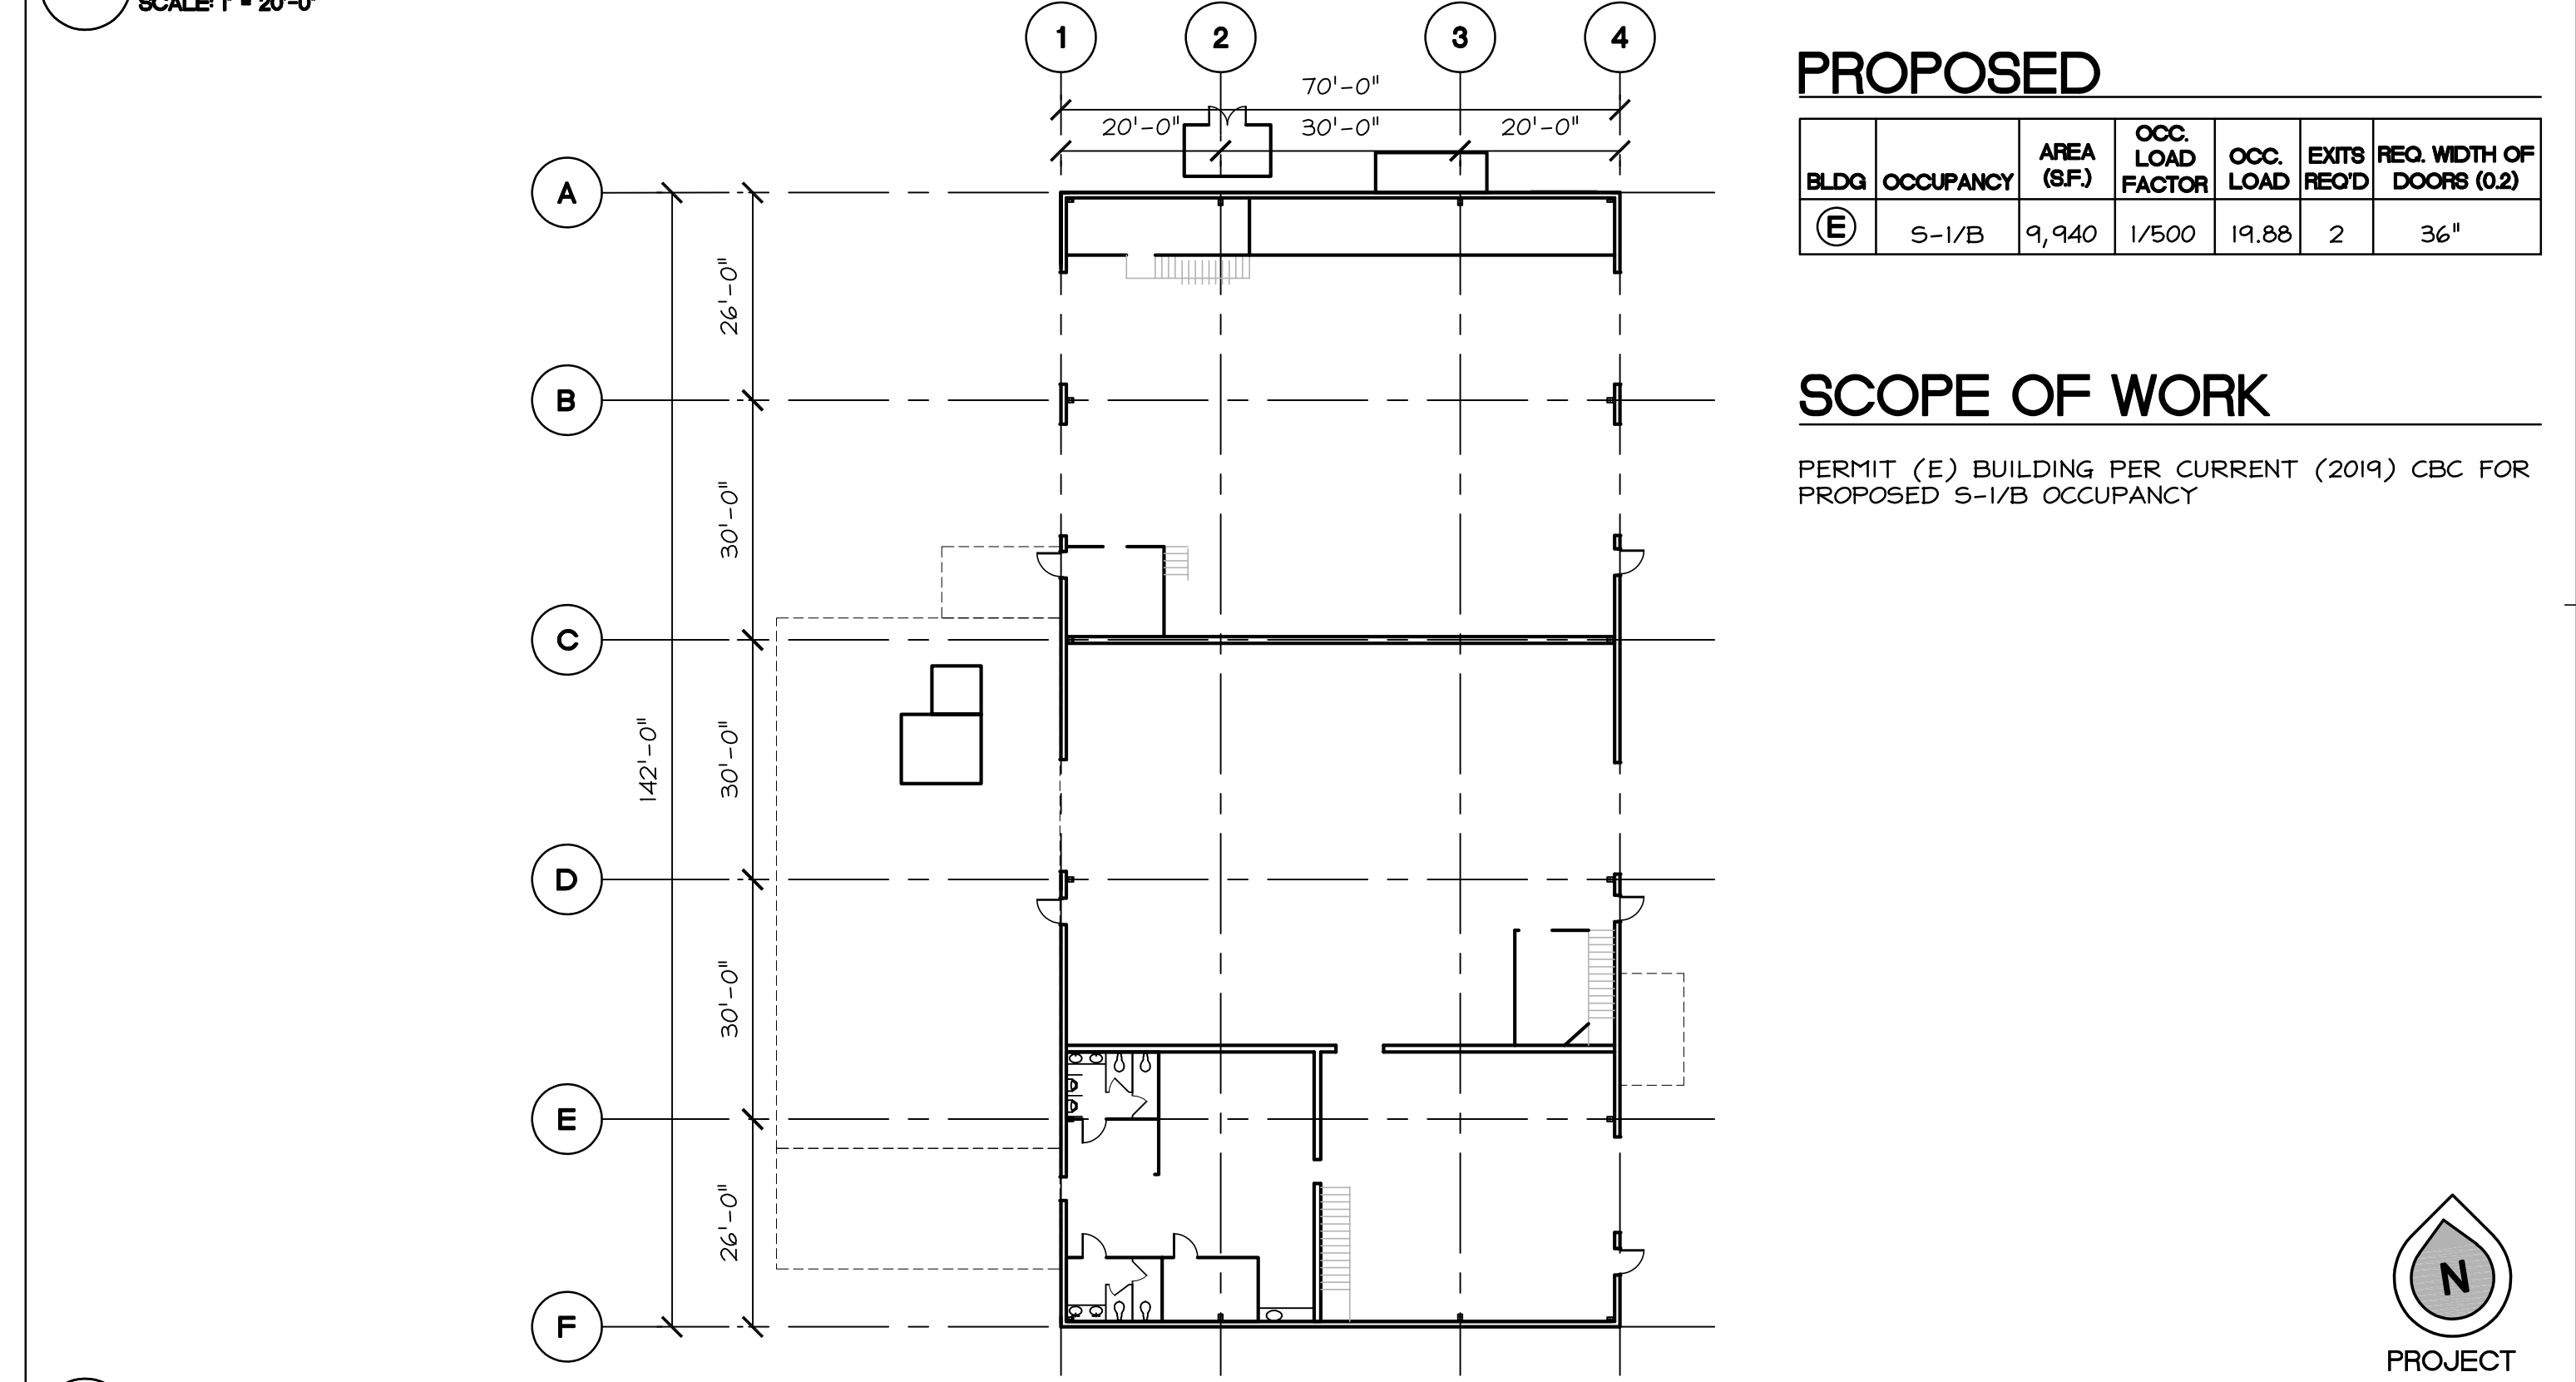 SCALE: 1" = 20'-0"
1 2 3 4
70'-0"
20'-0" 30'-0" 20'-0"
A
26'-0"
B
30'-0"
C
142'-0"
30'-0"
D
30'-0"
E
26'-0"
F
PROPOSED
BLDG OCCUPANCY AREA (S.F.) OCC. LOAD FACTOR OCC. LOAD EXITS REQ'D REQ. WIDTH OF DOORS (0.2)
E S-1/B 9,940 1/500 19.88 2 36"
SCOPE OF WORK
PERMIT (E) BUILDING PER CURRENT (2019) CBC FOR
PROPOSED S-1/B OCCUPANCY
N
PROJECT